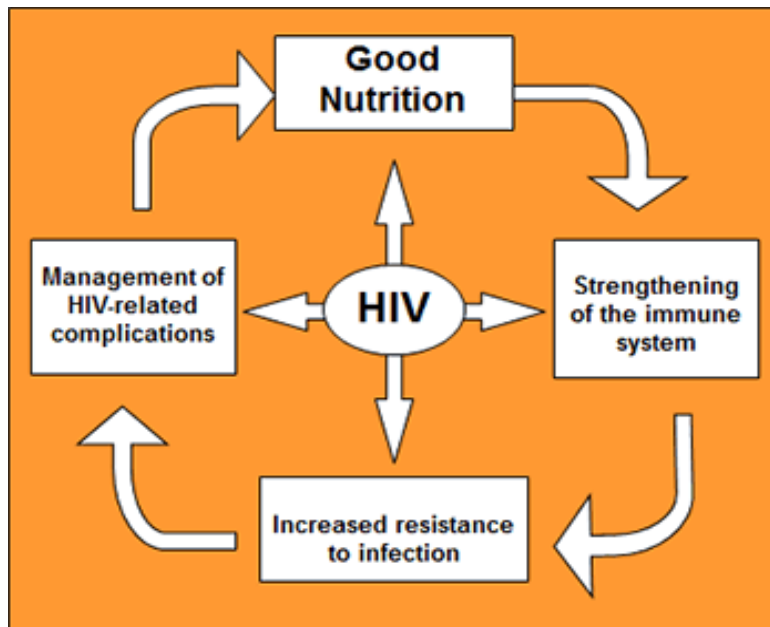 Good
Nutrition
Management of
HIV-related
complications
HIV
Strengthening
of the immune
system
Increased resistance
to infection